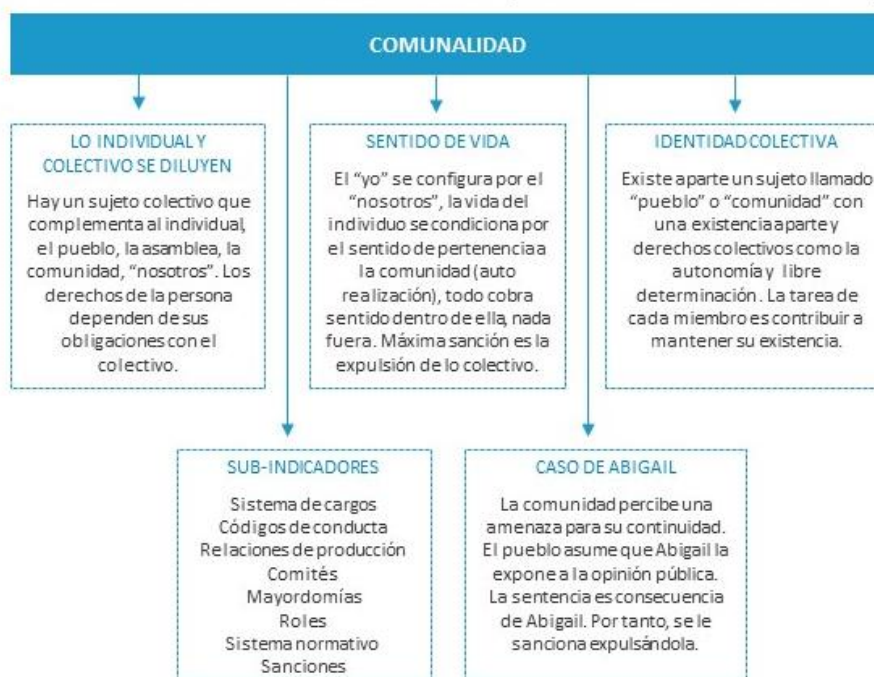 COMUNALIDAD
LO INDIVIDUAL Y
COLECTIVO SE DILUYEN
Hay un sujeto colectivo que
complementa al individual,
el pueblo, la asamblea, la
comunidad, “nosotros”. Los
derechos de la persona
dependen de sus
obligaciones con el
colectivo.
SENTIDO DE VIDA
El “yo” se configura por el
“nosotros”, la vida del
individuo se condiciona por
el sentido de pertenencia a
la comunidad (auto
realización), todo cobra
sentido dentro de ella, nada
fuera. Máxima sanción es la
expulsión de lo colectivo.
IDENTIDAD COLECTIVA
Existe aparte un sujeto llamado
“pueblo” o “comunidad” con
una existencia aparte y
derechos colectivos como la
autonomía y libre
determinación. La tarea de
cada miembro es contribuir a
mantener su existencia.
SUB-INDICADORES
Sistema de cargos
Códigos de conducta
Relaciones de producción
Comités
Mayordomías
Roles
Sistema normativo
Sanciones
CASO DE ABIGAIL
La comunidad percibe una
amenaza para su continuidad.
El pueblo asume que Abigail la
expone a la opinión pública.
La sentencia es consecuencia
de Abigail. Por tanto, se le
sanciona expulsándola.